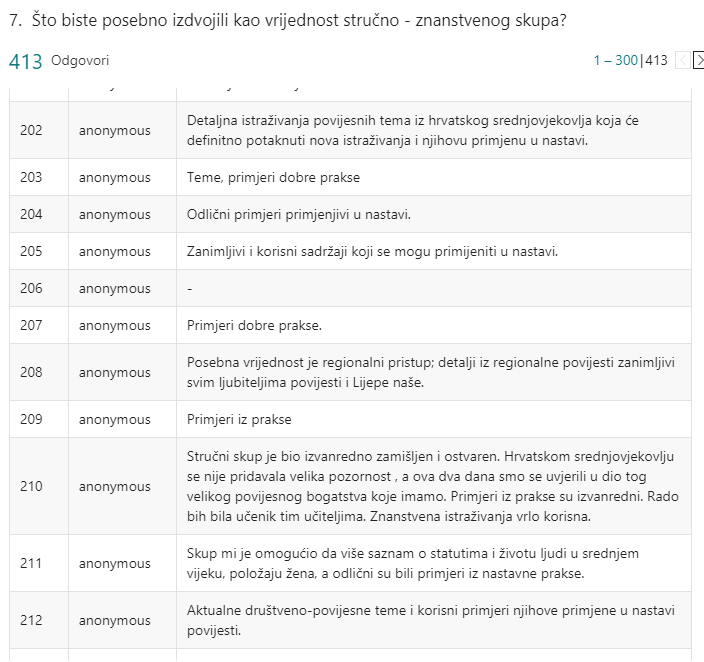 7. Što biste posebno izdvojili kao vrijednost stručno - znanstvenog skupa?
413 Odgovori
1 – 300|413
202 anonymous Detaljna istraživanja povijesnih tema iz hrvatskog srednjovjekovlja koja će
definitno potaknuti nova istraživanja i njihovu primjenu u nastavi.
203 anonymous Teme, primjeri dobre prakse
204 anonymous Odlični primjeri primjenjivi u nastavi.
205 anonymous Zanimljivi i korisni sadržaji koji se mogu primijeniti u nastavi.
206 anonymous -
207 anonymous Primjeri dobre prakse.
208 anonymous Posebna vrijednost je regionalni pristup; detalji iz regionalne povijesti zanimljivi
svim ljubiteljima povijesti i Lijepe naše.
209 anonymous Primjeri iz prakse
210 anonymous Stručni skup je bio izvanredno zamišljen i ostvaren. Hrvatskom srednjovjekovlju
se nije pridavala velika pozornost , a ova dva dana smo se uvjerili u dio tog
velikog povijesnog bogatstva koje imamo. Primjeri iz prakse su izvanredni. Rado
bih bila učenik tim učiteljima. Znanstvena istraživanja vrlo korisna.
211 anonymous Skup mi je omogućio da više saznam o statutima i životu ljudi u srednjem
vijeku, položaju žena, a odlični su bili primjeri iz nastavne skakse.
212 anonymous Aktualne društveno-povijesne teme i korisni primjeri njihove primjene u nastavi
povijesti.